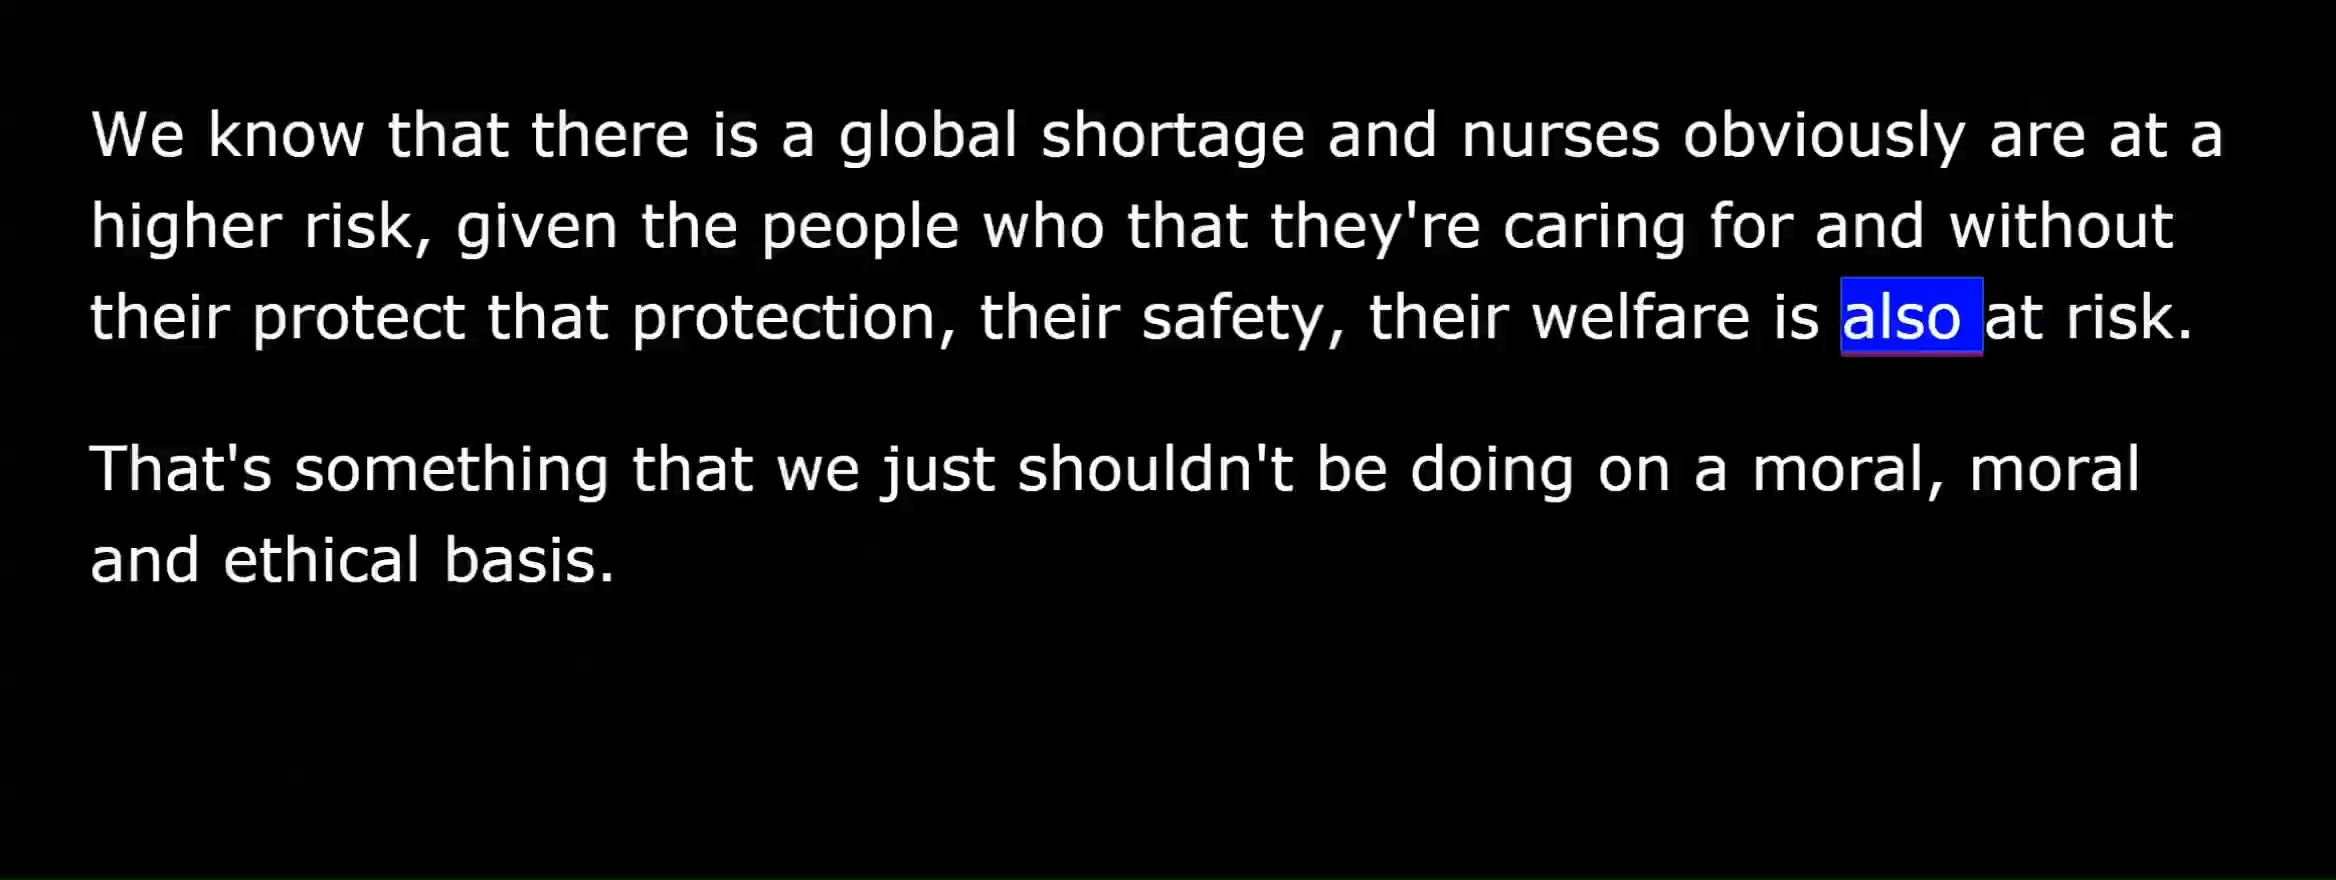 We know that there is a global shortage and nurses obviously are at a
higher risk, given the people who that they're caring for and without
their protect that protection, their safety, their welfare is also at risk.
That's something that we just shouldn't be doing on a moral, moral
and ethical basis.